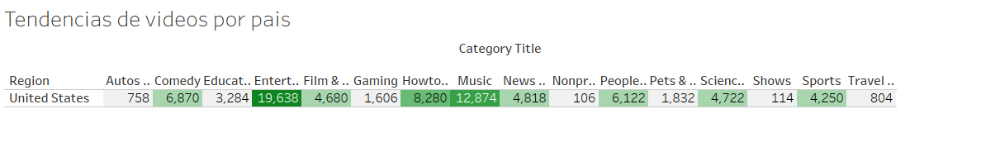 Tendencias de videos por pais
Category Title
Region Autos .. Comedy Educat.. Entert.. Film & .. Gaming Howto.. Music News .. Nonpr.. People.. Pets & .. Scienc.. Shows Sports Travel ..
United States 758 6,870 3,284 19,638 4,680 1,606 8,280 12,874 4,818 106 6,122 1,832 4,722 114 4,250 804